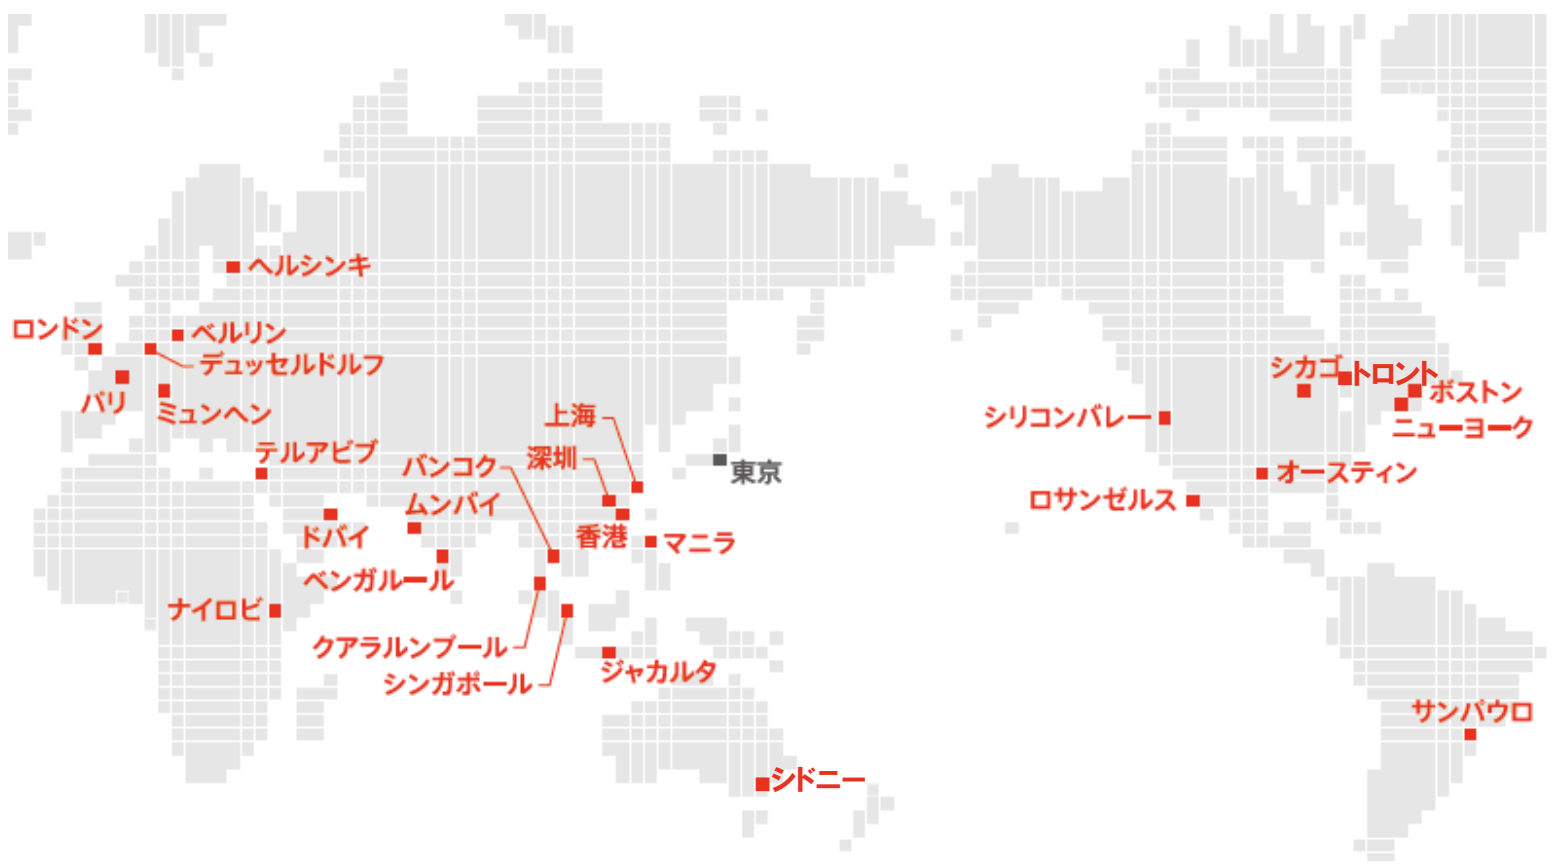 ヘルシンキ
ロンドン
ベルリン
デュッセルドルフ
パリ
ミュンヘン
テルアビブ
ドバイ
ナイロビ
バンコク
ムンバイ
ベンガルール
クアラルンプール
シンガポール
上海
深圳
香港
マニラ
ジャカルタ
東京
シドニー
シリコンバレー
ロサンゼルス
オースティン
シカゴ
トロント
ボストン
ニューヨーク
サンパウロ